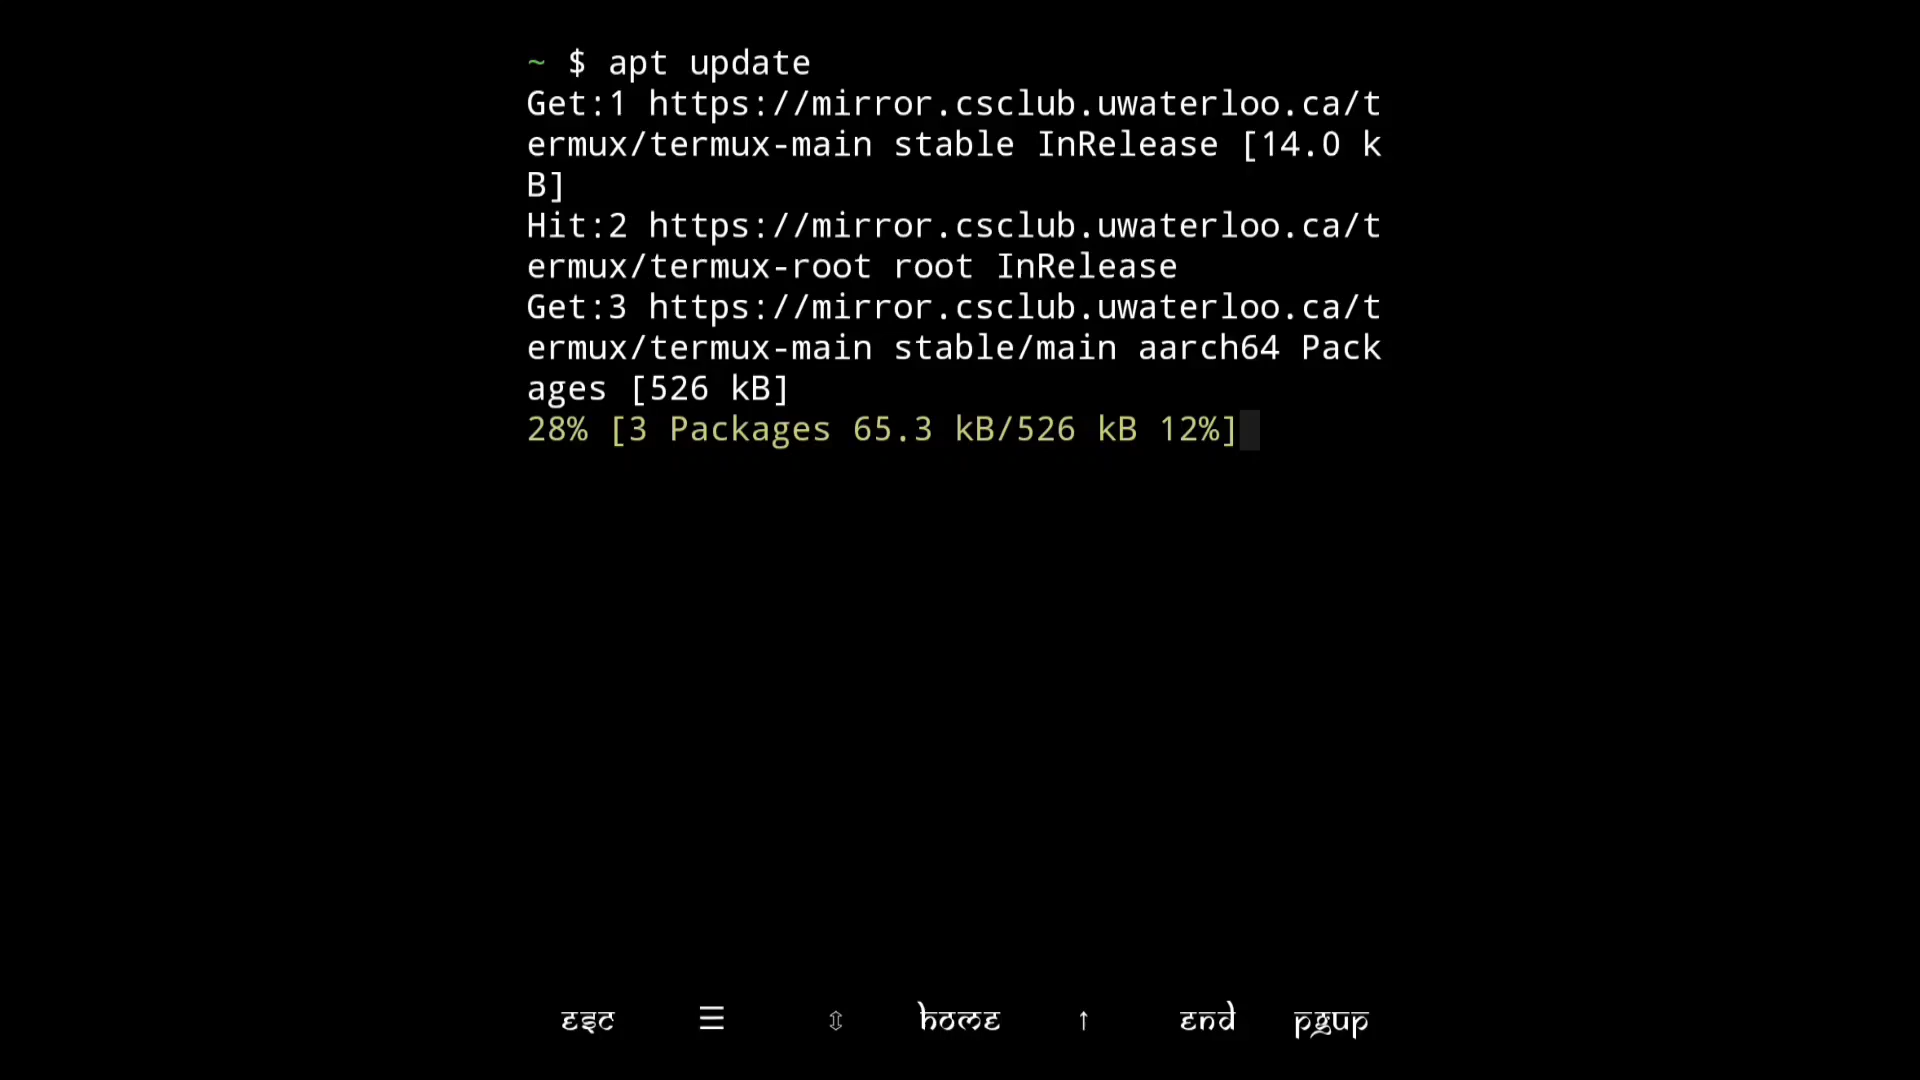 ~ $ apt update
Get:1 https://mirror.csclub.uwaterloo.ca/t
ermux/termux-main stable InRelease [14.0 k
B]
Hit:2 https://mirror.csclub.uwaterloo.ca/t
ermux/termux-root root InRelease
Get:3 https://mirror.csclub.uwaterloo.ca/t
ermux/termux-main stable/main aarch64 Pack
ages [526 kB]
28% [3 Packages 65.3 kB/526 kB 12%]
esc ☰ ⇳ home ↑ end pgup